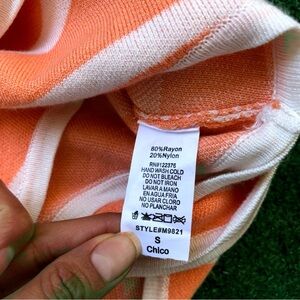 80%Rayon
20%Nylon
RN#122375
HAND WASH COLD
DO NOT BLEACH
DO NOT IRON
LAVAR A MANO
EN AGUA FRIA
NO USAR CLORO
NO PLANCHAR
STYLE#M9821
S
Chico